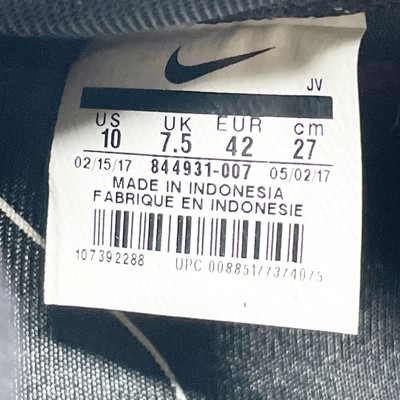 JV
US UK EUR cm
10 7.5 42 27
02/15/17 844931-007 05/02/17
MADE IN INDONESIA
FABRIQUE EN INDONESIE
107392288 UPC 00885177374075